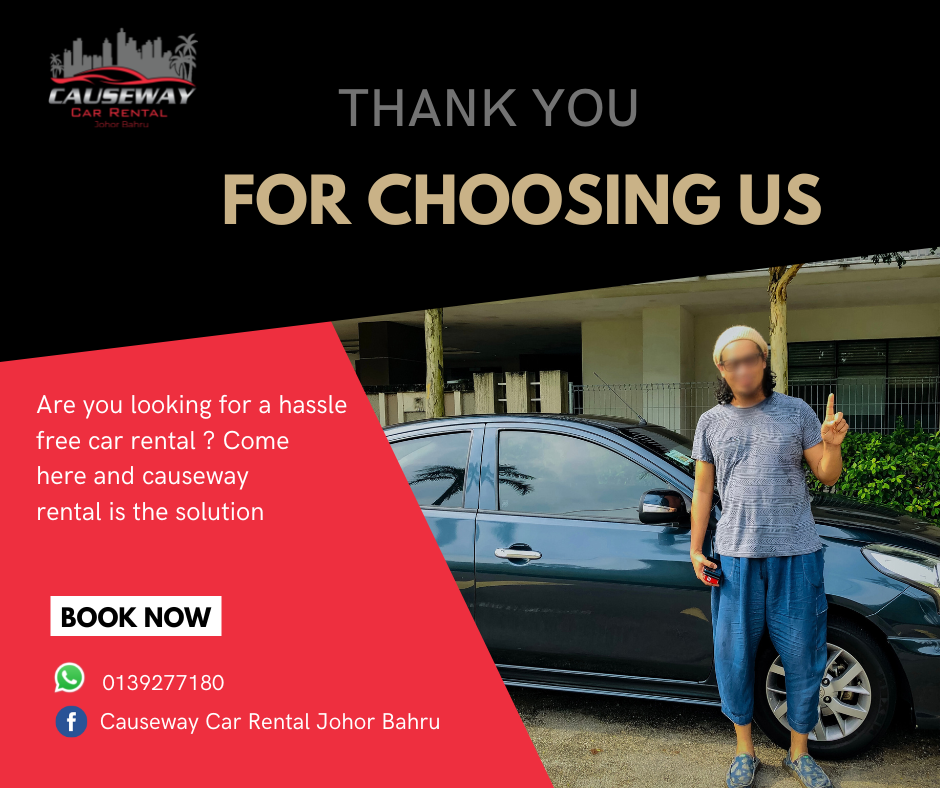 CAUSEWAY
CAR RENTAL
Johor Bahru
THANK YOU
FOR CHOOSING US
Are you looking for a hassle
free car rental ? Come
here and causeway
rental is the solution
BOOK NOW
0139277180
Causeway Car Rental Johor Bahru